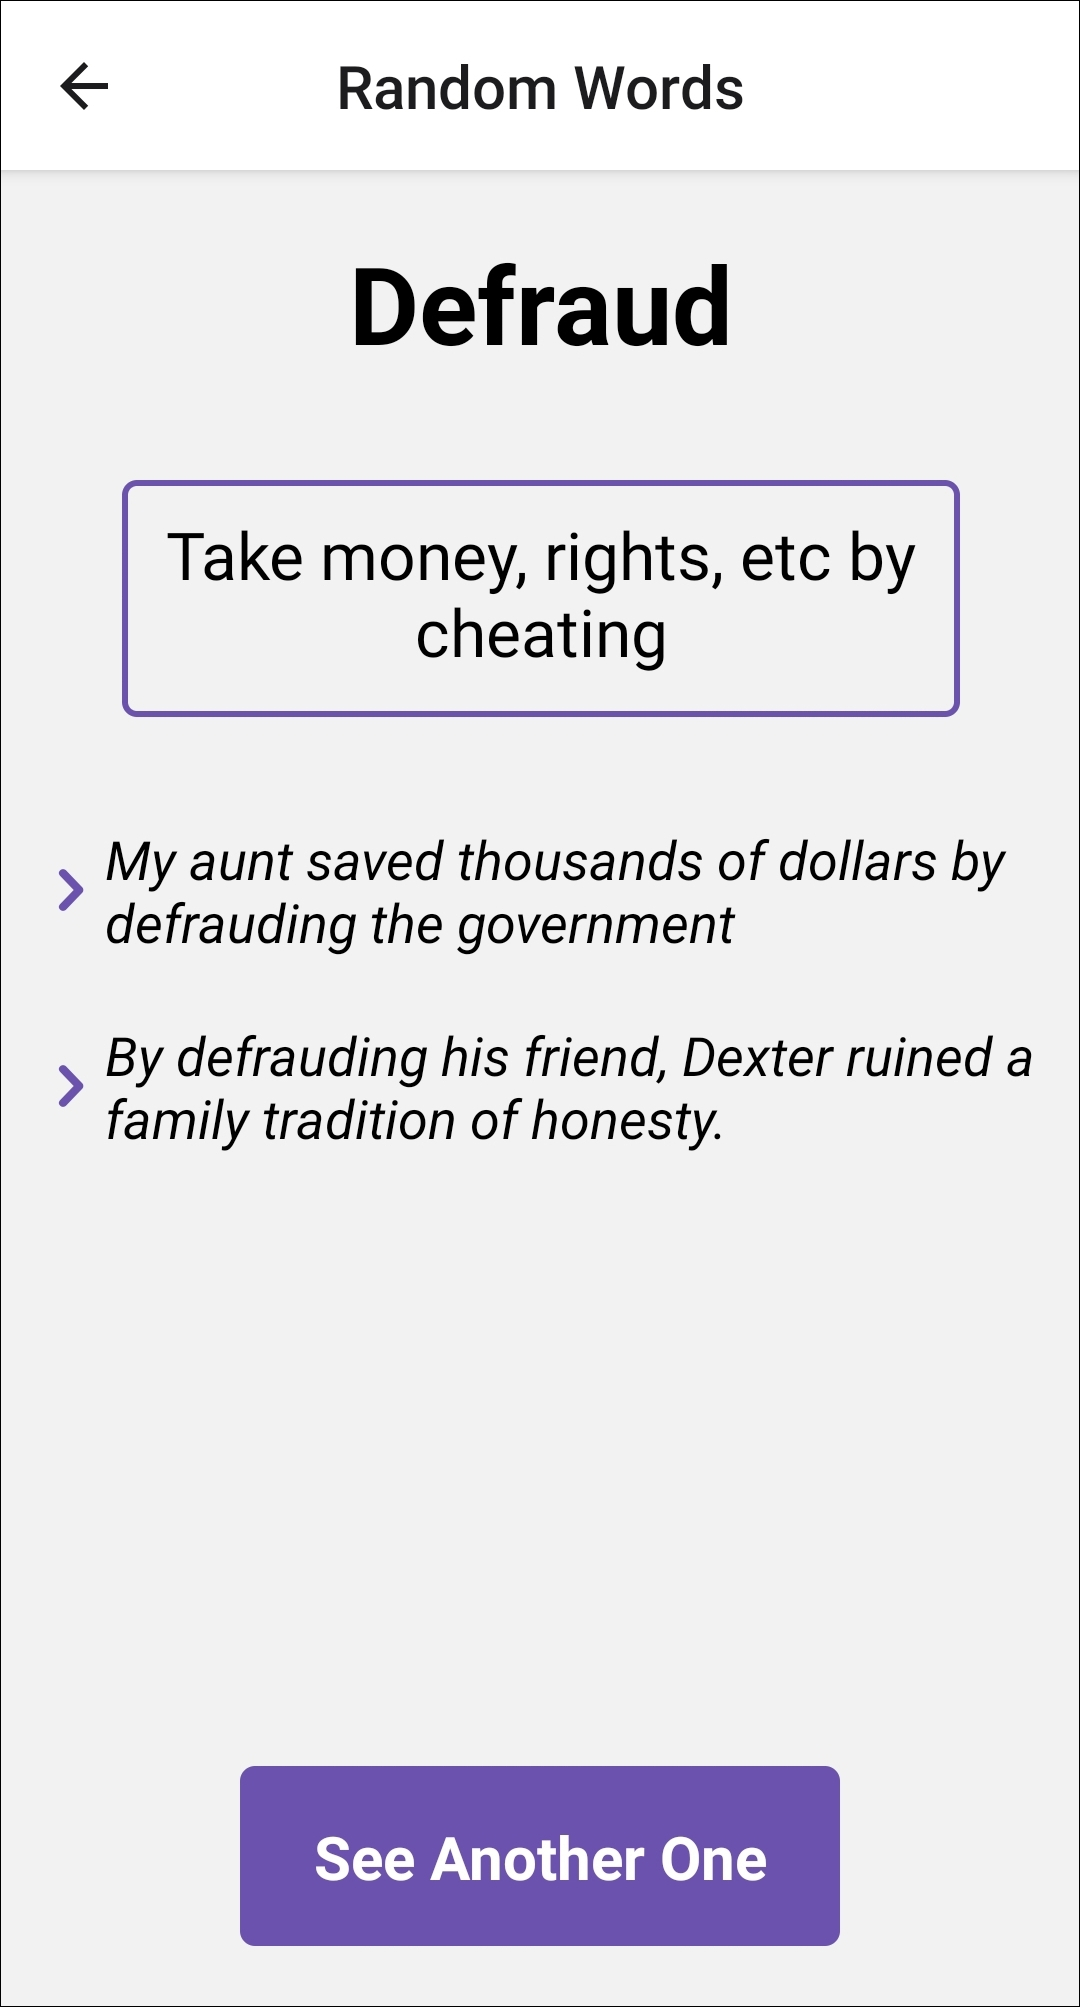 Random Words
Defraud
Take money, rights, etc by
cheating
My aunt saved thousands of dollars by
defrauding the government
By defrauding his friend, Dexter ruined a
family tradition of honesty.
See Another One